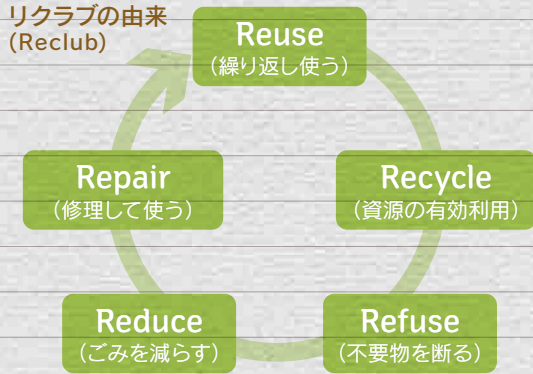 リクラブの由来
(Reclub)
Reuse
(繰り返し使う)
Recycle
(資源の有効利用)
Refuse
(不要物を断る)
Reduce
(ごみを減らす)
Repair
(修理して使う)